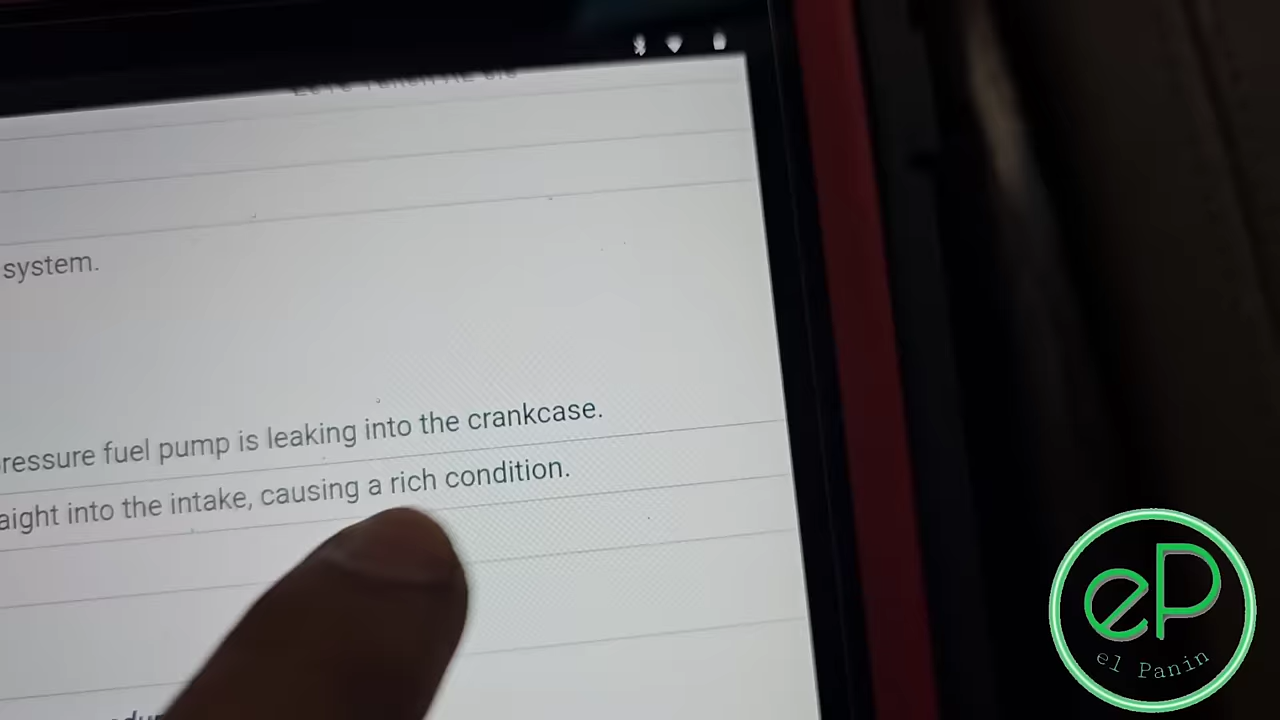 system.
ressure fuel pump is leaking into the crankcase.
aight into the intake, causing a rich condition.
eP
el Panin